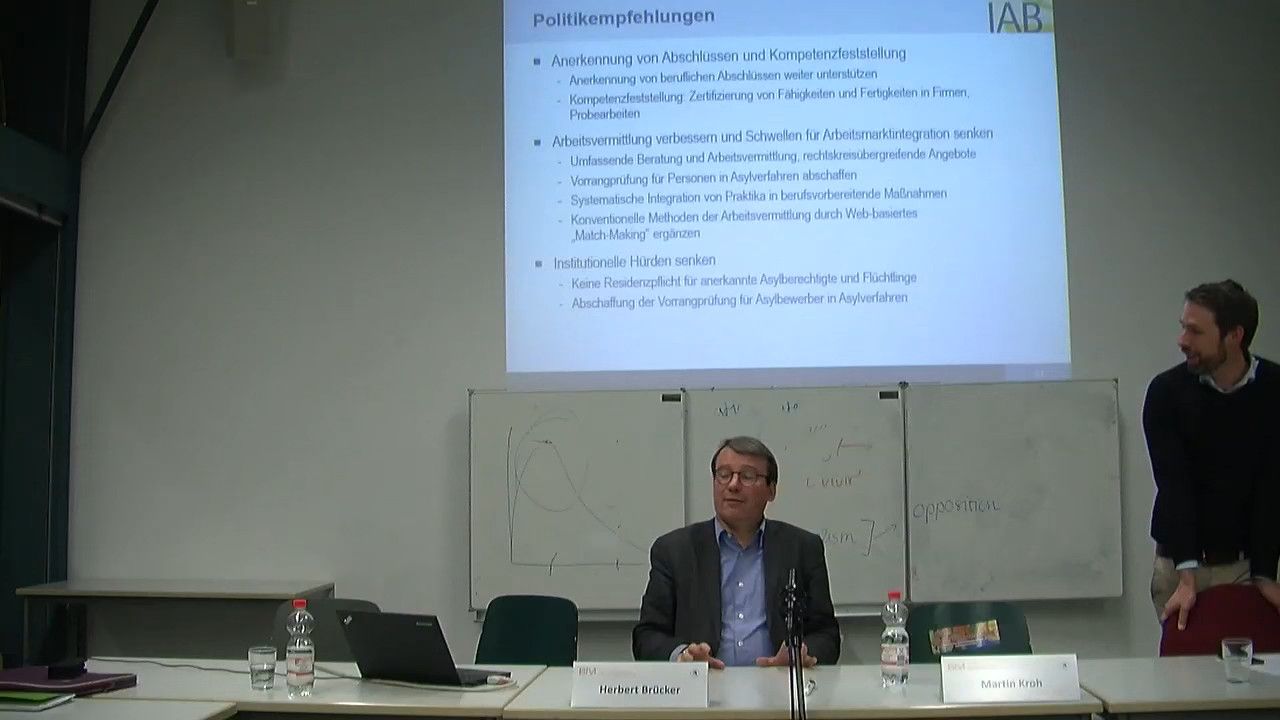 Politikempfehlungen
IAB
Anerkennung von Abschlüssen und Kompetenzfeststellung
- Anerkennung von beruflichen Abschlüssen weiter unterstützen
- Kompetenzfeststellung: Zertifizierung von Fähigkeiten und Fertigkeiten in Firmen,
Probearbeiten
Arbeitsvermittlung verbessern und Schwellen für Arbeitsmarktintegration senken
- Umfassende Beratung und Arbeitsvermittlung, rechtskreisübergreifende Angebote
- Vorrangprüfung für Personen in Asylverfahren abschaffen
- Systematische Integration von Praktika in berufsvorbereitende Maßnahmen
- Konventionelle Methoden der Arbeitsvermittlung durch Web-basiertes
„Match-Making" ergänzen
Institutionelle Hürden senken
- Keine Residenzpflicht für anerkannte Asylberechtigte und Flüchtlinge
- Abschaffung der Vorrangprüfung für Asylbewerber in Asylverfahren
opposition
BIM
Herbert Brücker
BIM
Martin Kroh